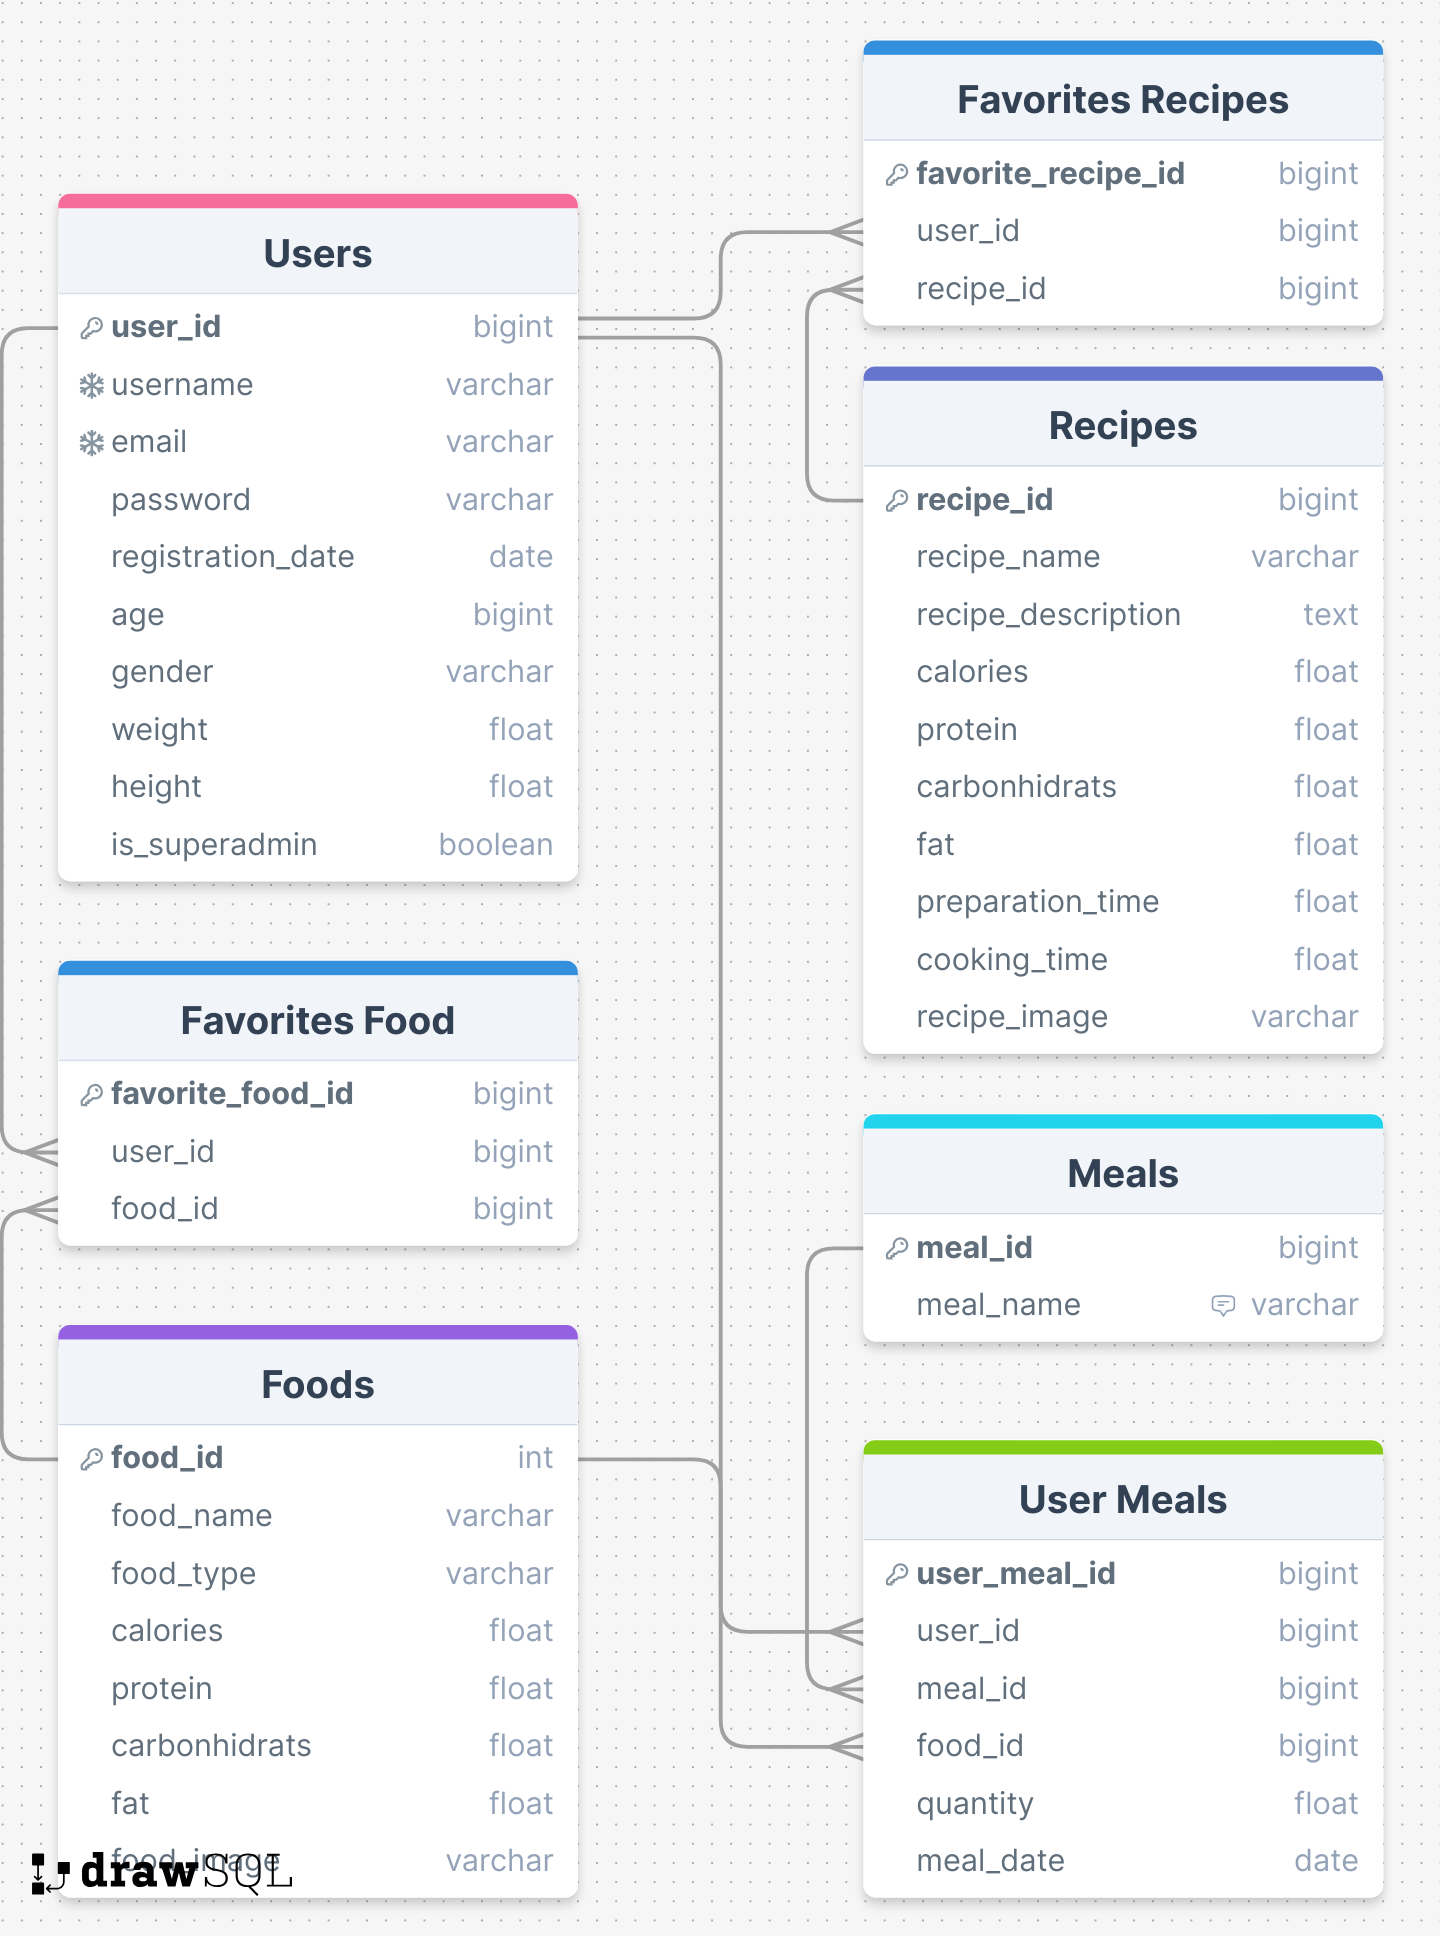 Users
user_id bigint
username varchar
email varchar
password varchar
registration_date date
age bigint
gender varchar
weight float
height float
is_superadmin boolean
Favorites Food
favorite_food_id bigint
user_id bigint
food_id bigint
Foods
food_id int
food_name varchar
food_type varchar
calories float
protein float
carbonhidrats float
fat float
food_image varchar
drawSQL
Favorites Recipes
favorite_recipe_id bigint
user_id bigint
recipe_id bigint
Recipes
recipe_id bigint
recipe_name varchar
recipe_description text
calories float
protein float
carbonhidrats float
fat float
preparation_time float
cooking_time float
recipe_image varchar
Meals
meal_id bigint
meal_name varchar
User Meals
user_meal_id bigint
user_id bigint
meal_id bigint
food_id bigint
quantity float
meal_date date